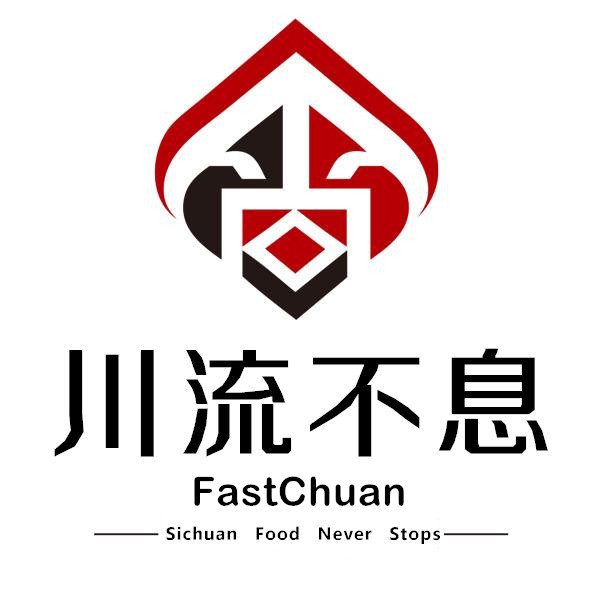 川流不息
FastChuan
Sichuan Food Never Stops